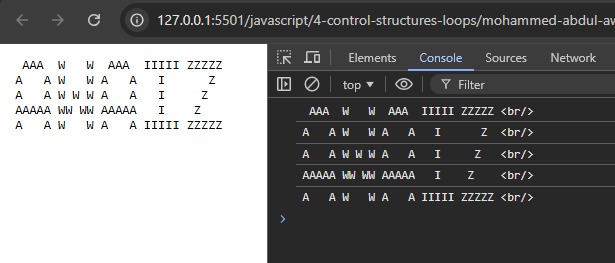 127.0.0.1:5501/javascript/4-control-structures-loops/mohammed-abdul-aw
 AAA  W   W  AAA  IIIII ZZZZZ
A   A W   W A   A   I      Z
A   A W W W A   A   I     Z
AAAAA WW WW AAAAA   I    Z
A   A W   W A   A IIIII ZZZZZ
Elements Console Sources Network
top Filter
 AAA  W   W  AAA  IIIII ZZZZZ <br/>
A   A W   W A   A   I      Z  <br/>
A   A W W W A   A   I     Z   <br/>
AAAAA WW WW AAAAA   I    Z    <br/>
A   A W   W A   A IIIII ZZZZZ <br/>